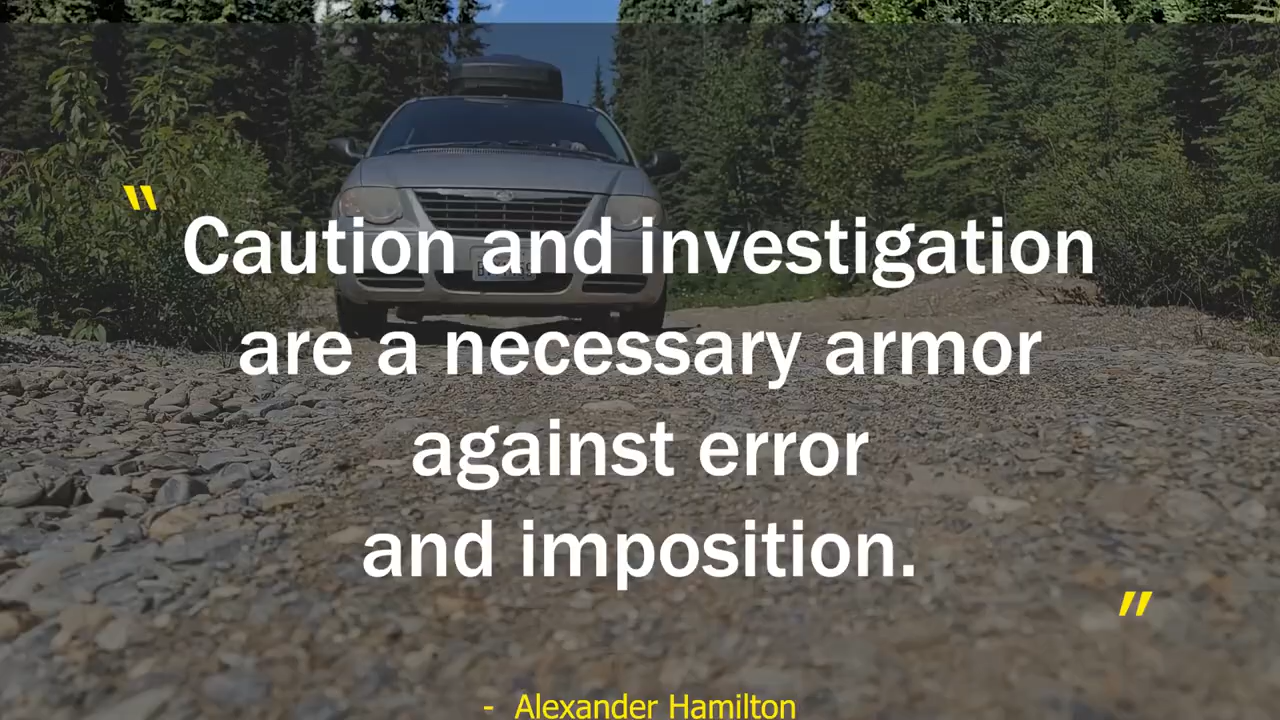 “
Caution and investigation
are a necessary armor
against error
and imposition.
”
- Alexander Hamilton